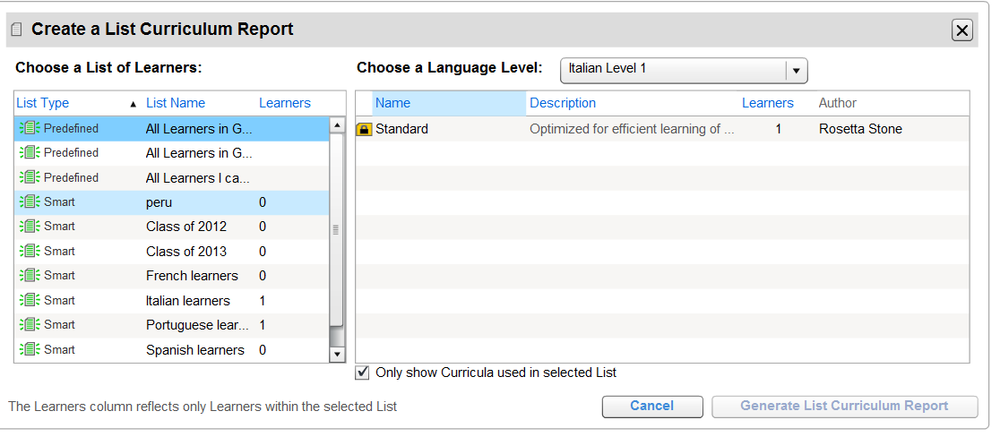 Create a List Curriculum Report
Choose a List of Learners:
List Type List Name Learners
Predefined All Learners in G...
Predefined All Learners in G...
Predefined All Learners I ca...
Smart peru 0
Smart Class of 2012 0
Smart Class of 2013 0
Smart French learners 0
Smart Italian learners 1
Smart Portuguese lear... 1
Smart Spanish learners 0
Choose a Language Level: Italian Level 1
Name Description Learners Author
Standard Optimized for efficient learning of ... 1 Rosetta Stone
Only show Curricula used in selected List
The Learners column reflects only Learners within the selected List
Cancel Generate List Curriculum Report